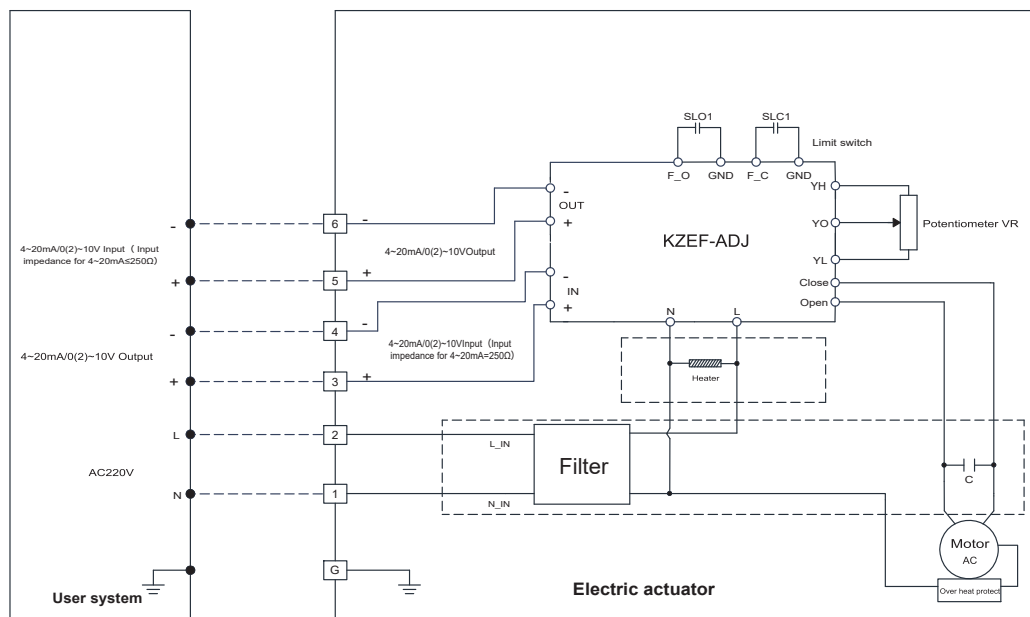 SLO1
SLC1
Limit switch
F_O
GND
F_C
GND
-
OUT
+
YH
YO
YL
Potentiometer VR
KZEF-ADJ
-
IN
+
-
Close
Open
N
L
-
6
-
4~20mA/0(2)~10V Input ( Input
impedance for 4~20mA≤250Ω)
4~20mA/0(2)~10VOutput
+
5
+
-
4
-
4~20mA/0(2)~10V Output
4~20mA/0(2)~10VInput (Input
impedance for 4~20mA=250Ω)
+
3
+
Heater
L
2
L_IN
Filter
AC220V
N
1
N_IN
C
Motor
AC
G
Over heat protect
User system
Electric actuator